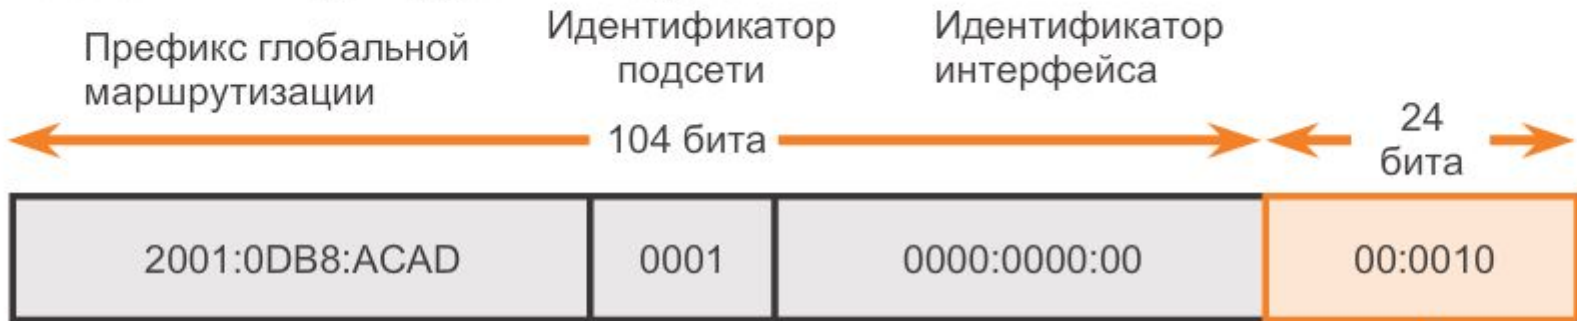 Префикс глобальной
маршрутизации
Идентификатор
подсети
Идентификатор
интерфейса
104 бита
24
бита
2001:0DB8:ACAD
0001
0000:0000:00
00:0010